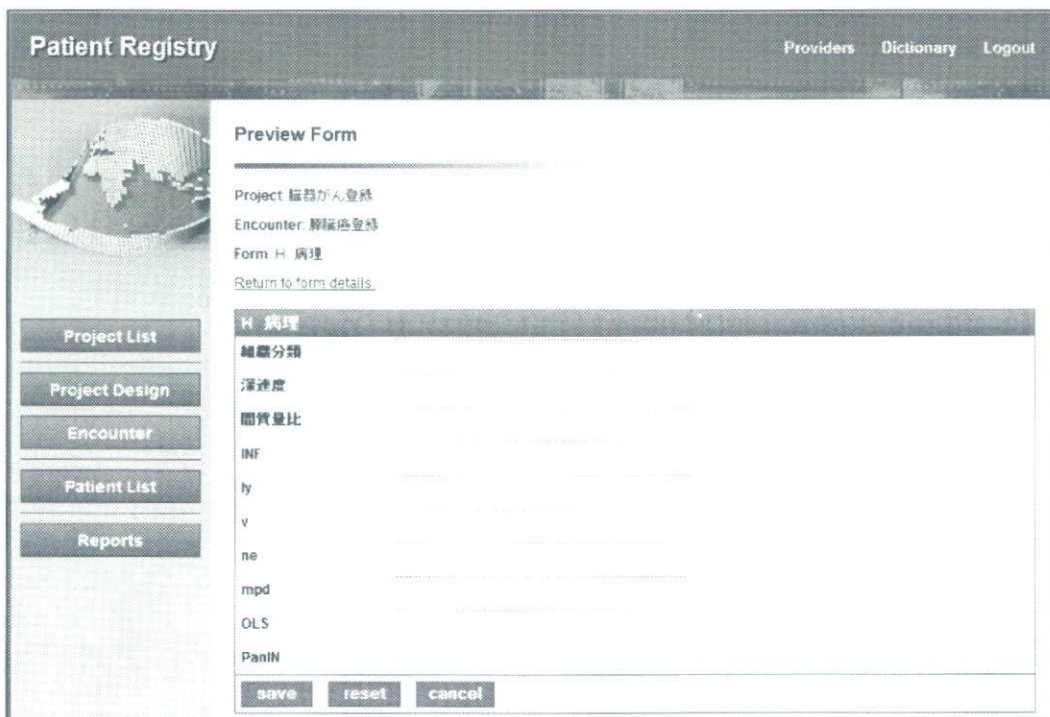 Patient Registry
Providers Dictionary Logout
Preview Form
Project: 臓器がん登録
Encounter: 膵臓癌登録
Form: H 病理
Return to form details.
Project List
Project Design
Encounter
Patient List
Reports
H 病理
組織分類
深達度
間質量比
INF
ly
v
ne
mpd
OLS
PanIN
save reset cancel